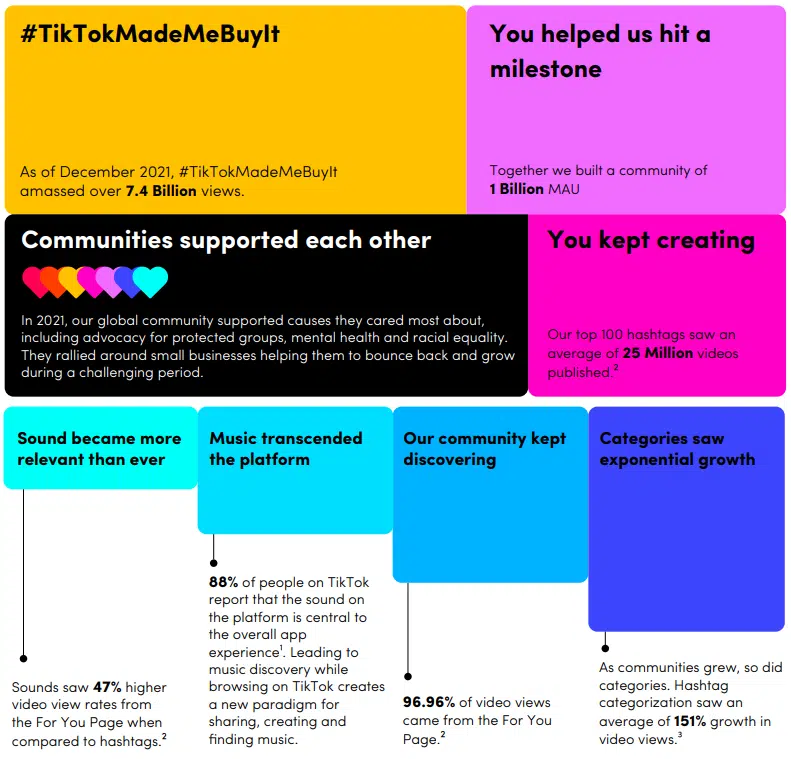 #TikTokMadeMeBuyIt
As of December 2021, #TikTokMadeMeBuyIt
amassed over 7.4 Billion views.
You helped us hit a
milestone
Together we built a community of
1 Billion MAU
Communities supported each other
In 2021, our global community supported causes they cared most about,
including advocacy for protected groups, mental health and racial equality.
They rallied around small businesses helping them to bounce back and grow
during a challenging period.
You kept creating
Our top 100 hashtags saw an
average of 25 Million videos
published.²
Sound became more
relevant than ever
Sounds saw 47% higher
video view rates from
the For You Page when
compared to hashtags.²
Music transcended
the platform
88% of people on TikTok
report that the sound on
the platform is central to
the overall app
experience¹. Leading to
music discovery while
browsing on TikTok creates
a new paradigm for
sharing, creating and
finding music.
Our community kept
discovering
96.96% of video views
came from the For You
Page.²
Categories saw
exponential growth
As communities grew, so did
categories. Hashtag
categorization saw an
average of 151% growth in
video views.³